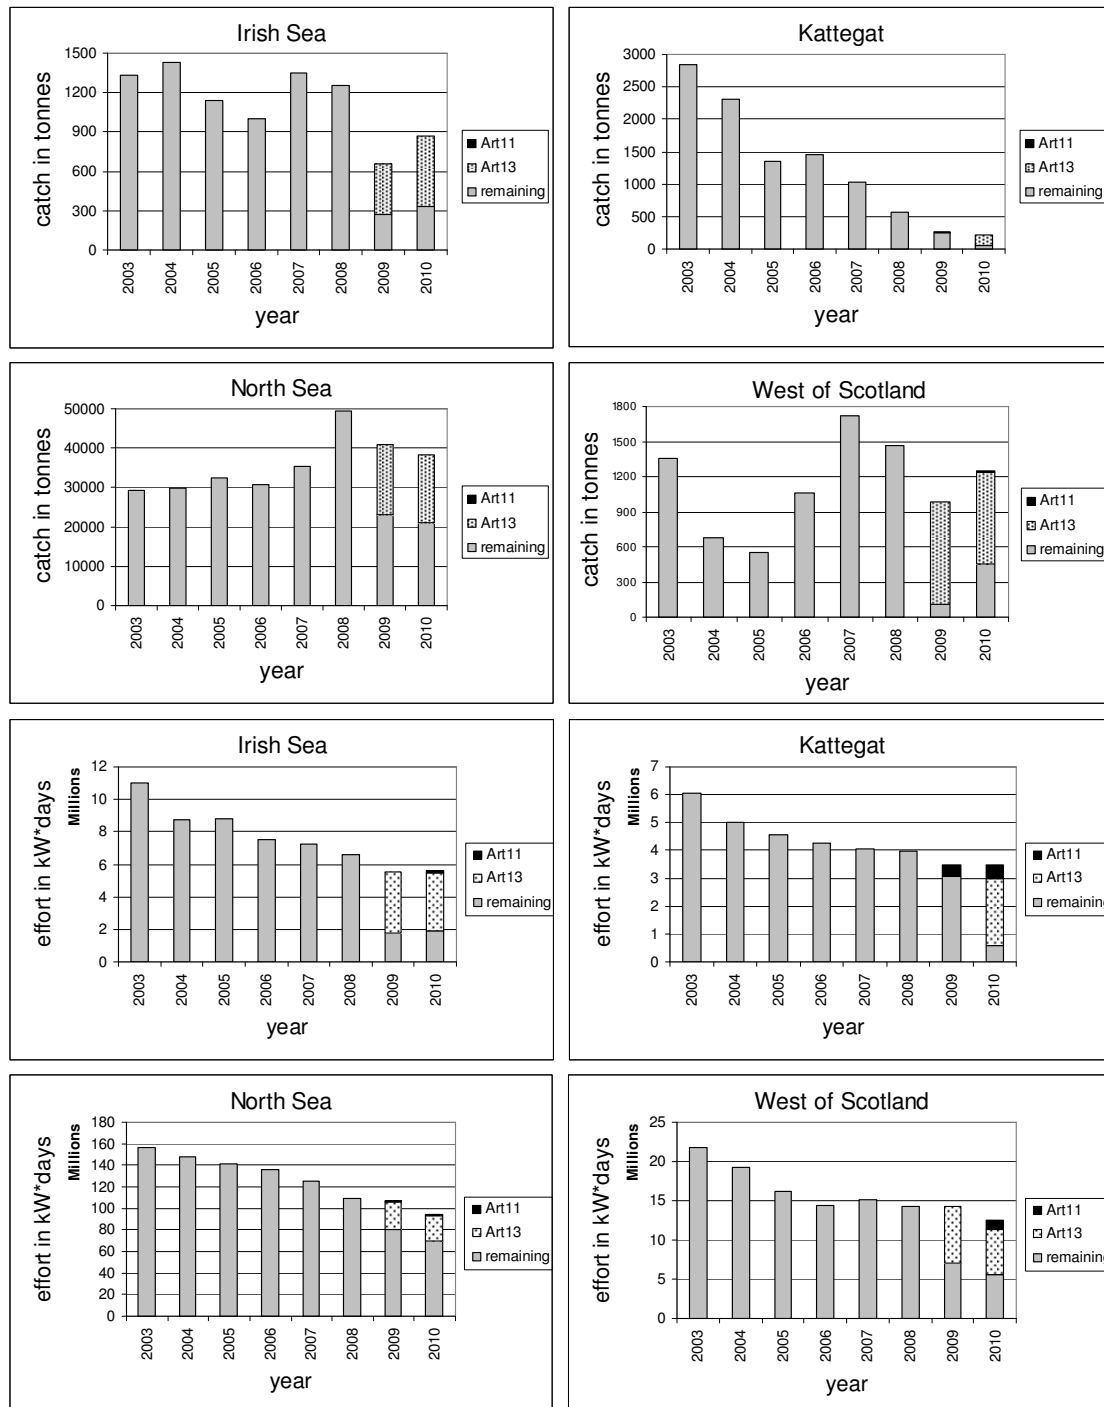 Irish Sea
1500
1200
900
600
300
0
catch in tonnes
2003 2004 2005 2006 2007 2008 2009 2010
year
Art11
Art13
remaining
Kattegat
3000
2500
2000
1500
1000
500
0
catch in tonnes
2003 2004 2005 2006 2007 2008 2009 2010
year
Art11
Art13
remaining
North Sea
50000
40000
30000
20000
10000
0
catch in tonnes
2003 2004 2005 2006 2007 2008 2009 2010
year
Art11
Art13
remaining
West of Scotland
1800
1500
1200
900
600
300
0
catch in tonnes
2003 2004 2005 2006 2007 2008 2009 2010
year
Art11
Art13
remaining
Irish Sea
12
10
8
6
4
2
0
effort in kW*days
Millions
2003 2004 2005 2006 2007 2008 2009 2010
year
Art11
Art13
remaining
Kattegat
7
6
5
4
3
2
1
0
effort in kW*days
Millions
2003 2004 2005 2006 2007 2008 2009 2010
year
Art11
Art13
remaining
North Sea
180
160
140
120
100
80
60
40
20
0
effort in kW*days
Millions
2003 2004 2005 2006 2007 2008 2009 2010
year
Art11
Art13
remaining
West of Scotland
25
20
15
10
5
0
effort in kW*days
Millions
2003 2004 2005 2006 2007 2008 2009 2010
year
Art11
Art13
remaining